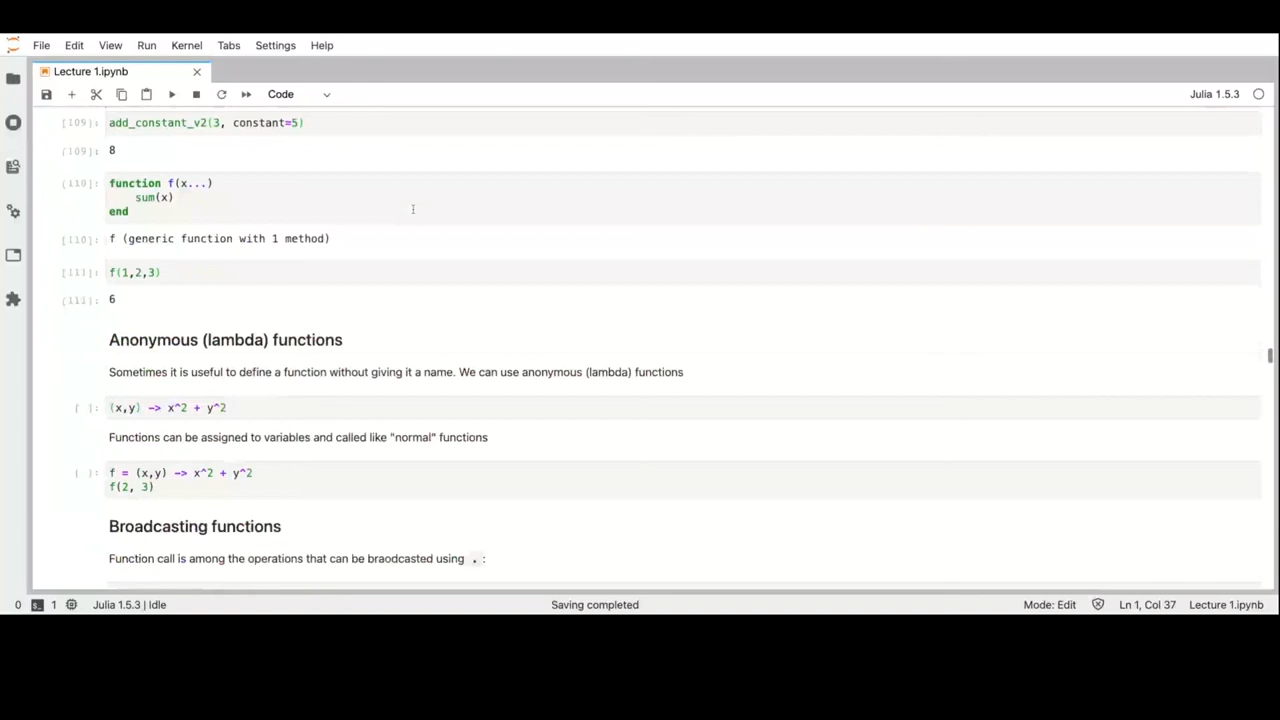 File Edit View Run Kernel Tabs Settings Help
Lecture 1.ipynb
Code
Julia 1.5.3
[109]: add_constant_v2(3, constant=5)
[109]: 8
[110]: function f(x...)
sum(x)
end
[110]: f (generic function with 1 method)
[111]: f(1,2,3)
[111]: 6
Anonymous (lambda) functions
Sometimes it is useful to define a function without giving it a name. We can use anonymous (lambda) functions
[ ]: (x,y) -> x^2 + y^2
Functions can be assigned to variables and called like "normal" functions
[ ]: f = (x,y) -> x^2 + y^2
f(2, 3)
Broadcasting functions
Function call is among the operations that can be braodcasted using . :
0 $_ 1 Julia 1.5.3 | Idle Saving completed Mode: Edit Ln 1, Col 37 Lecture 1.ipynb